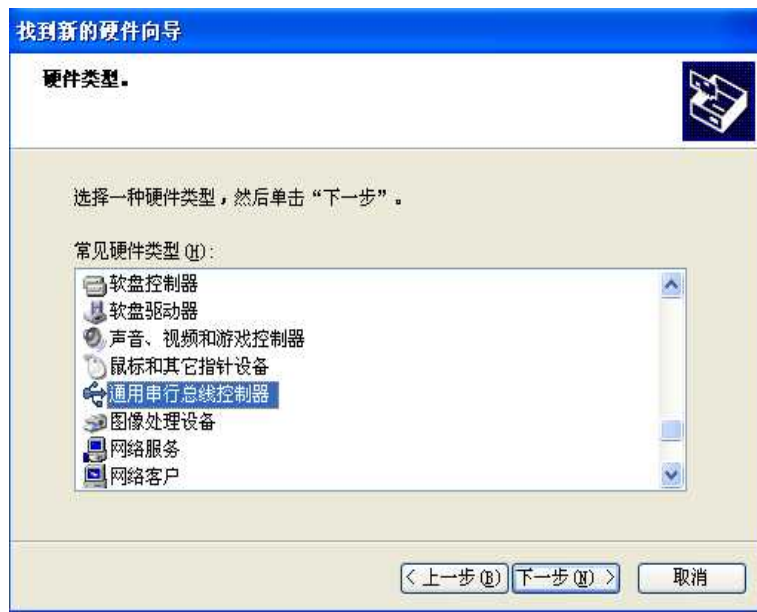 找到新的硬件向导
硬件类型。
选择一种硬件类型，然后单击“下一步”。
常见硬件类型(H):
软盘控制器
软盘驱动器
声音、视频和游戏控制器
鼠标和其它指针设备
通用串行总线控制器
图像处理设备
网络服务
网络客户
< 上一步(B) 下一步(N) > 取消